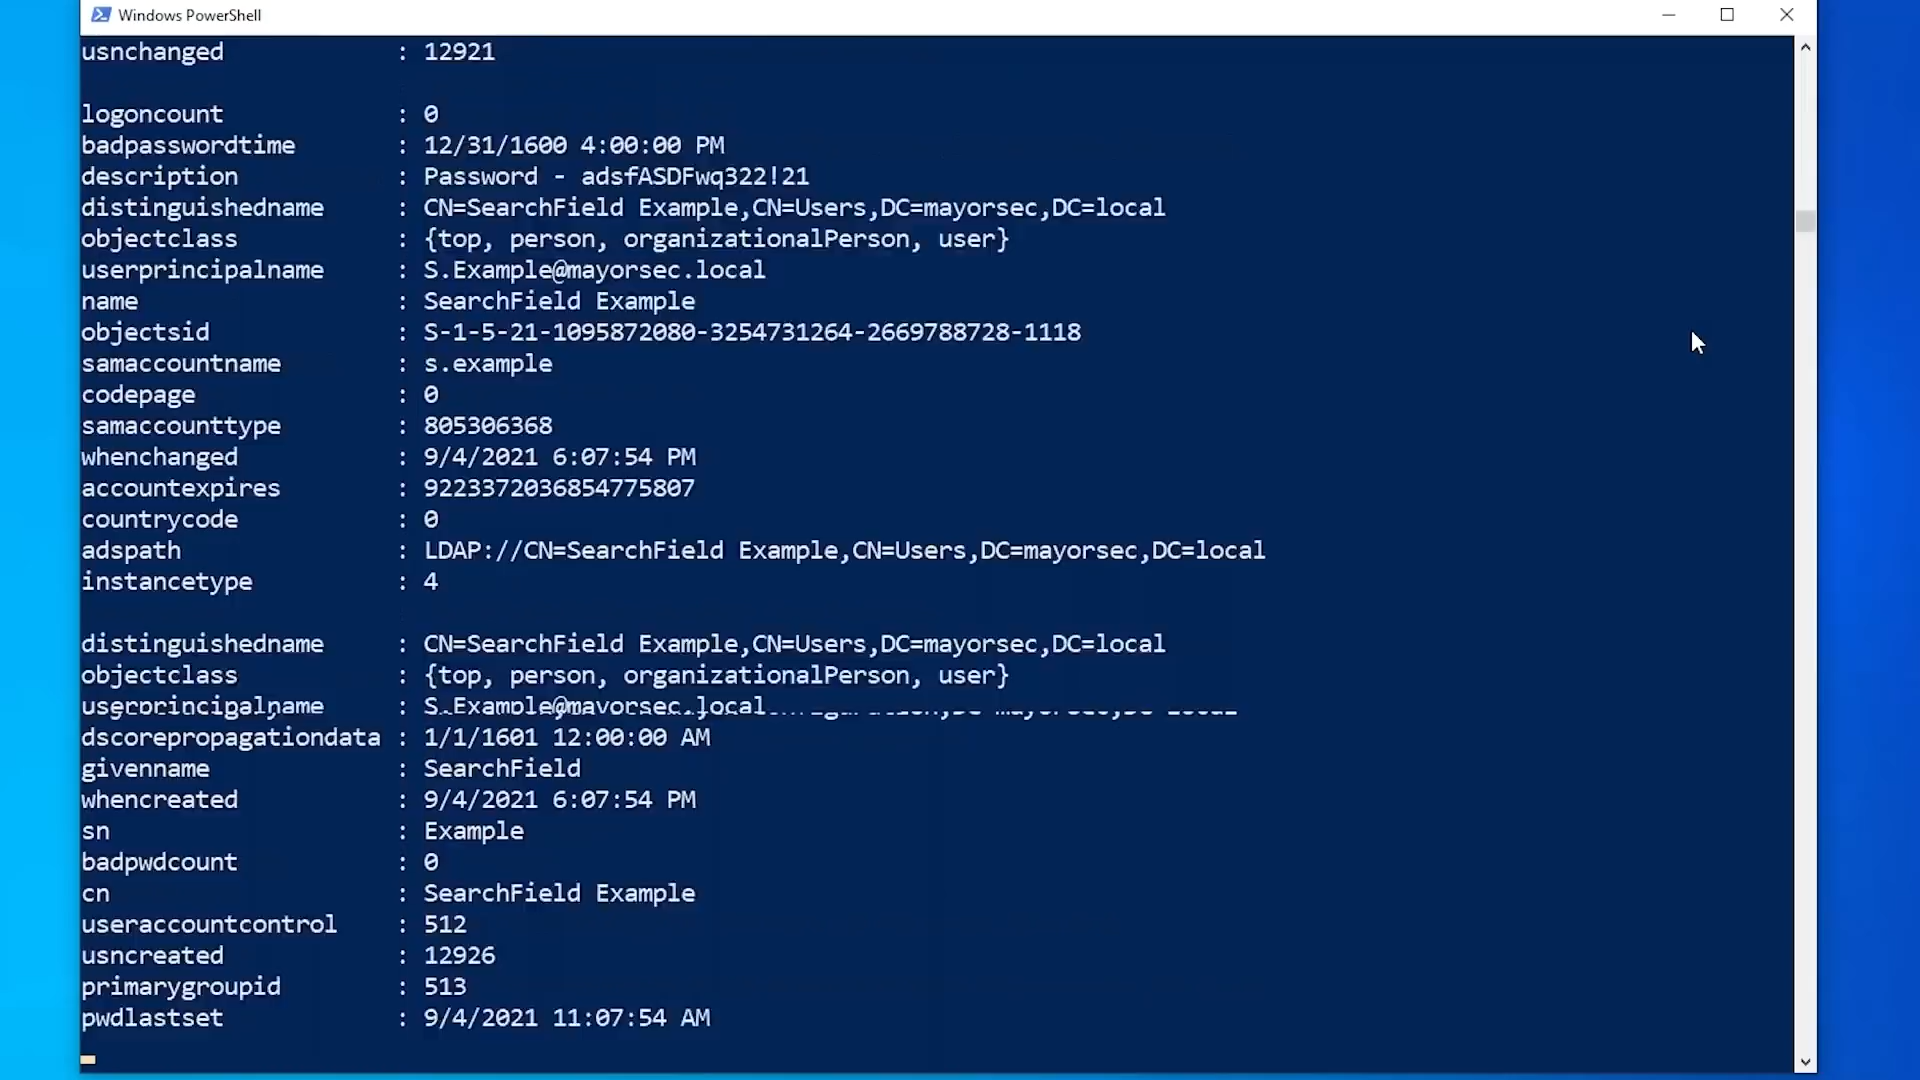 Windows PowerShell
usnchanged : 12921
logoncount : 0
badpasswordtime : 12/31/1600 4:00:00 PM
description : Password - adsfASDFwq322!21
distinguishedname : CN=SearchField Example,CN=Users,DC=mayorsec,DC=local
objectclass : {top, person, organizationalPerson, user}
userprincipalname : S.Example@mayorsec.local
name : SearchField Example
objectsid : S-1-5-21-1095872080-3254731264-2669788728-1118
samaccountname : s.example
codepage : 0
samaccounttype : 805306368
whenchanged : 9/4/2021 6:07:54 PM
accountexpires : 9223372036854775807
countrycode : 0
adspath : LDAP://CN=SearchField Example,CN=Users,DC=mayorsec,DC=local
instancetype : 4
distinguishedname : CN=SearchField Example,CN=Users,DC=mayorsec,DC=local
objectclass : {top, person, organizationalPerson, user}
userprincipalname : S.Example@mayorsec.local
dscorepropagationdata : 1/1/1601 12:00:00 AM
givenname : SearchField
whencreated : 9/4/2021 6:07:54 PM
sn : Example
badpwdcount : 0
cn : SearchField Example
useraccountcontrol : 512
usncreated : 12926
primarygroupid : 513
pwdlastset : 9/4/2021 11:07:54 AM